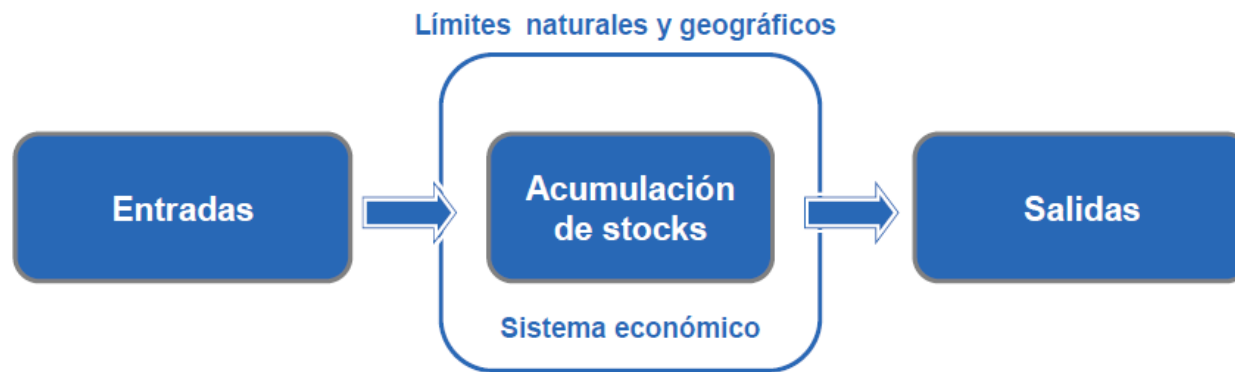 Límites naturales y geográficos
Entradas
Acumulación
de stocks
Salidas
Sistema económico